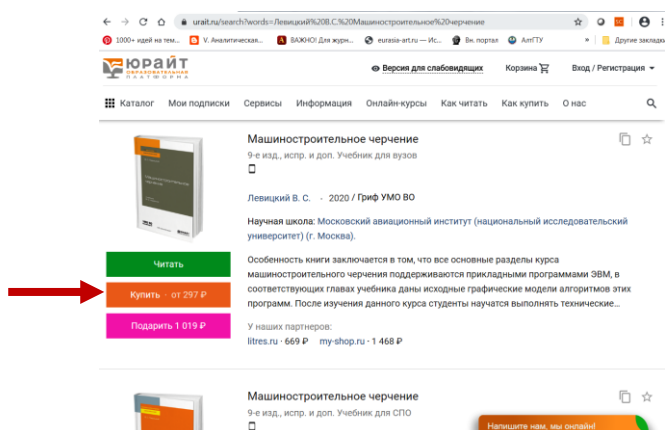 urait.ru/search?words=Левицкий%20В.С.%20Машиностроительное%20черчение
1000+ идей на тем... V. Аналитическая... ВАЖНО! Для журн... eurasia-art.ru — Ис... Вн. портал АлтГТУ » Другие закладки
ЮРАЙТ
ОБРАЗОВАТЕЛЬНАЯ
ПЛАТФОРМА
Версия для слабовидящих Корзина Вход / Регистрация
Каталог Мои подписки Сервисы Информация Онлайн-курсы Как читать Как купить О нас
Машиностроительное черчение
9-е изд., испр. и доп. Учебник для вузов
Левицкий В. С. - 2020 / Гриф УМО ВО
Научная школа: Московский авиационный институт (национальный исследовательский
университет) (г. Москва).
Читать
Купить · от 297 ₽
Подарить 1 019 ₽
Особенность книги заключается в том, что все основные разделы курса
машиностроительного черчения поддерживаются прикладными программами ЭВМ, в
соответствующих главах учебника даны исходные графические модели алгоритмов этих
программ. После изучения данного курса студенты научатся выполнять технические...
У наших партнеров:
litres.ru · 669 ₽ my-shop.ru · 1 468 ₽
Машиностроительное черчение
9-е изд., испр. и доп. Учебник для СПО
Напишите нам, мы онлайн!